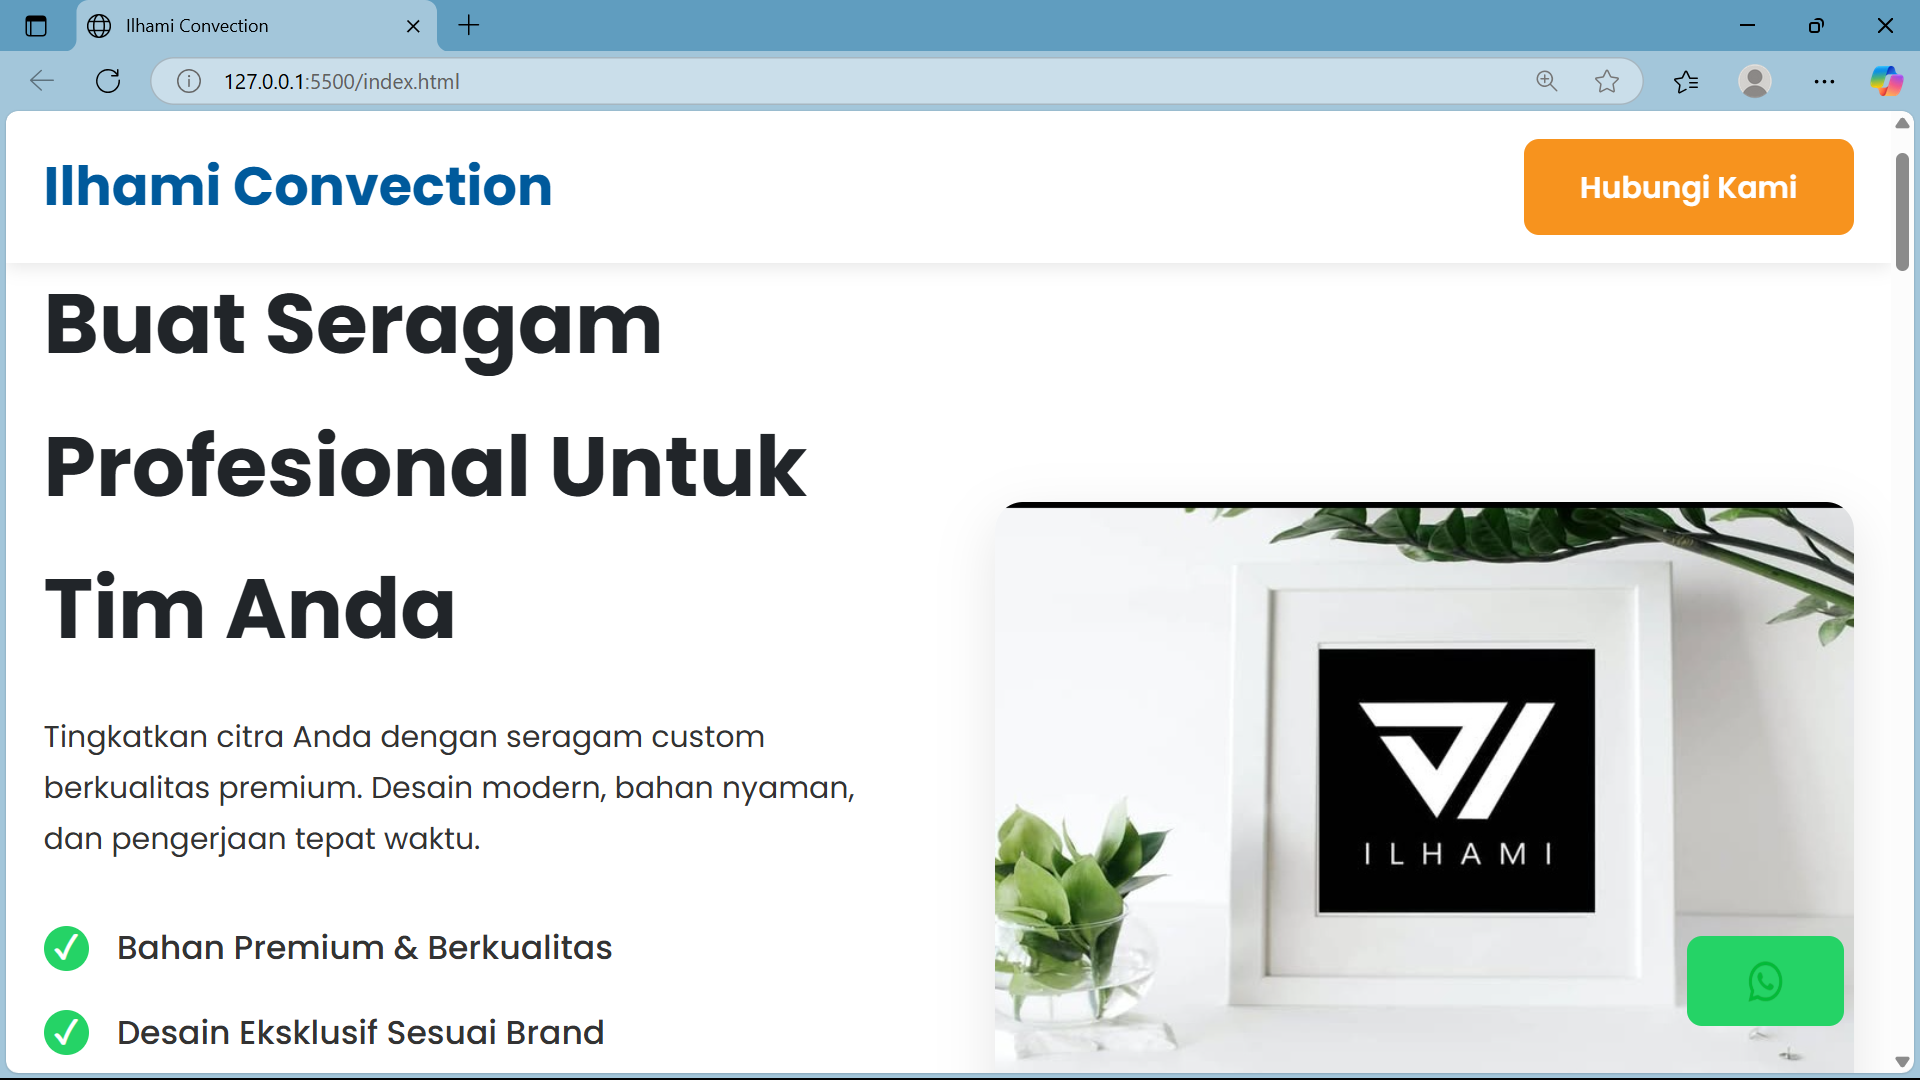 Ilhami Convection
127.0.0.1:5500/index.html
Ilhami Convection
Hubungi Kami
Buat Seragam
Profesional Untuk
Tim Anda
Tingkatkan citra Anda dengan seragam custom
berkualitas premium. Desain modern, bahan nyaman,
dan pengerjaan tepat waktu.
Bahan Premium & Berkualitas
Desain Eksklusif Sesuai Brand
ILHAMI